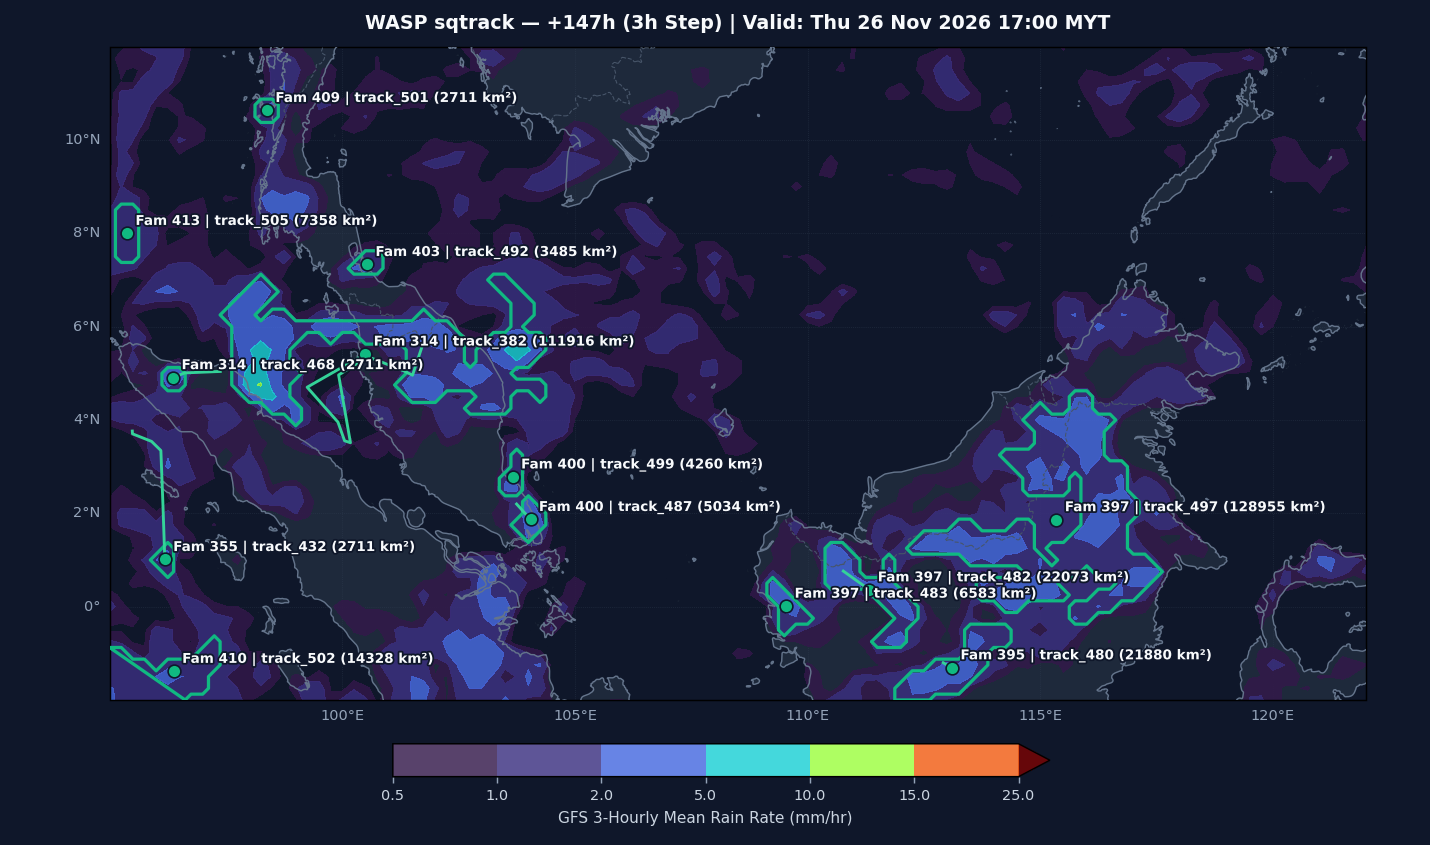 WASP sqtrack — +147h (3h Step) | Valid: Thu 26 Nov 2026 17:00 MYT
Fam 409 | track_501 (2711 km²)
10°N
Fam 413 | track_505 (7358 km²)
8°N
Fam 403 | track_492 (3485 km²)
6°N
Fam 314 | track_382 (111916 km²)
Fam 314 | track_468 (2711 km²)
4°N
Fam 400 | track_499 (4260 km²)
Fam 400 | track_487 (5034 km²)
Fam 397 | track_497 (128955 km²)
2°N
Fam 355 | track_432 (2711 km²)
Fam 397 | track_482 (22073 km²)
Fam 397 | track_483 (6583 km²)
0°
Fam 410 | track_502 (14328 km²)
Fam 395 | track_480 (21880 km²)
100°E 105°E 110°E 115°E 120°E
0.5 1.0 2.0 5.0 10.0 15.0 25.0
GFS 3-Hourly Mean Rain Rate (mm/hr)